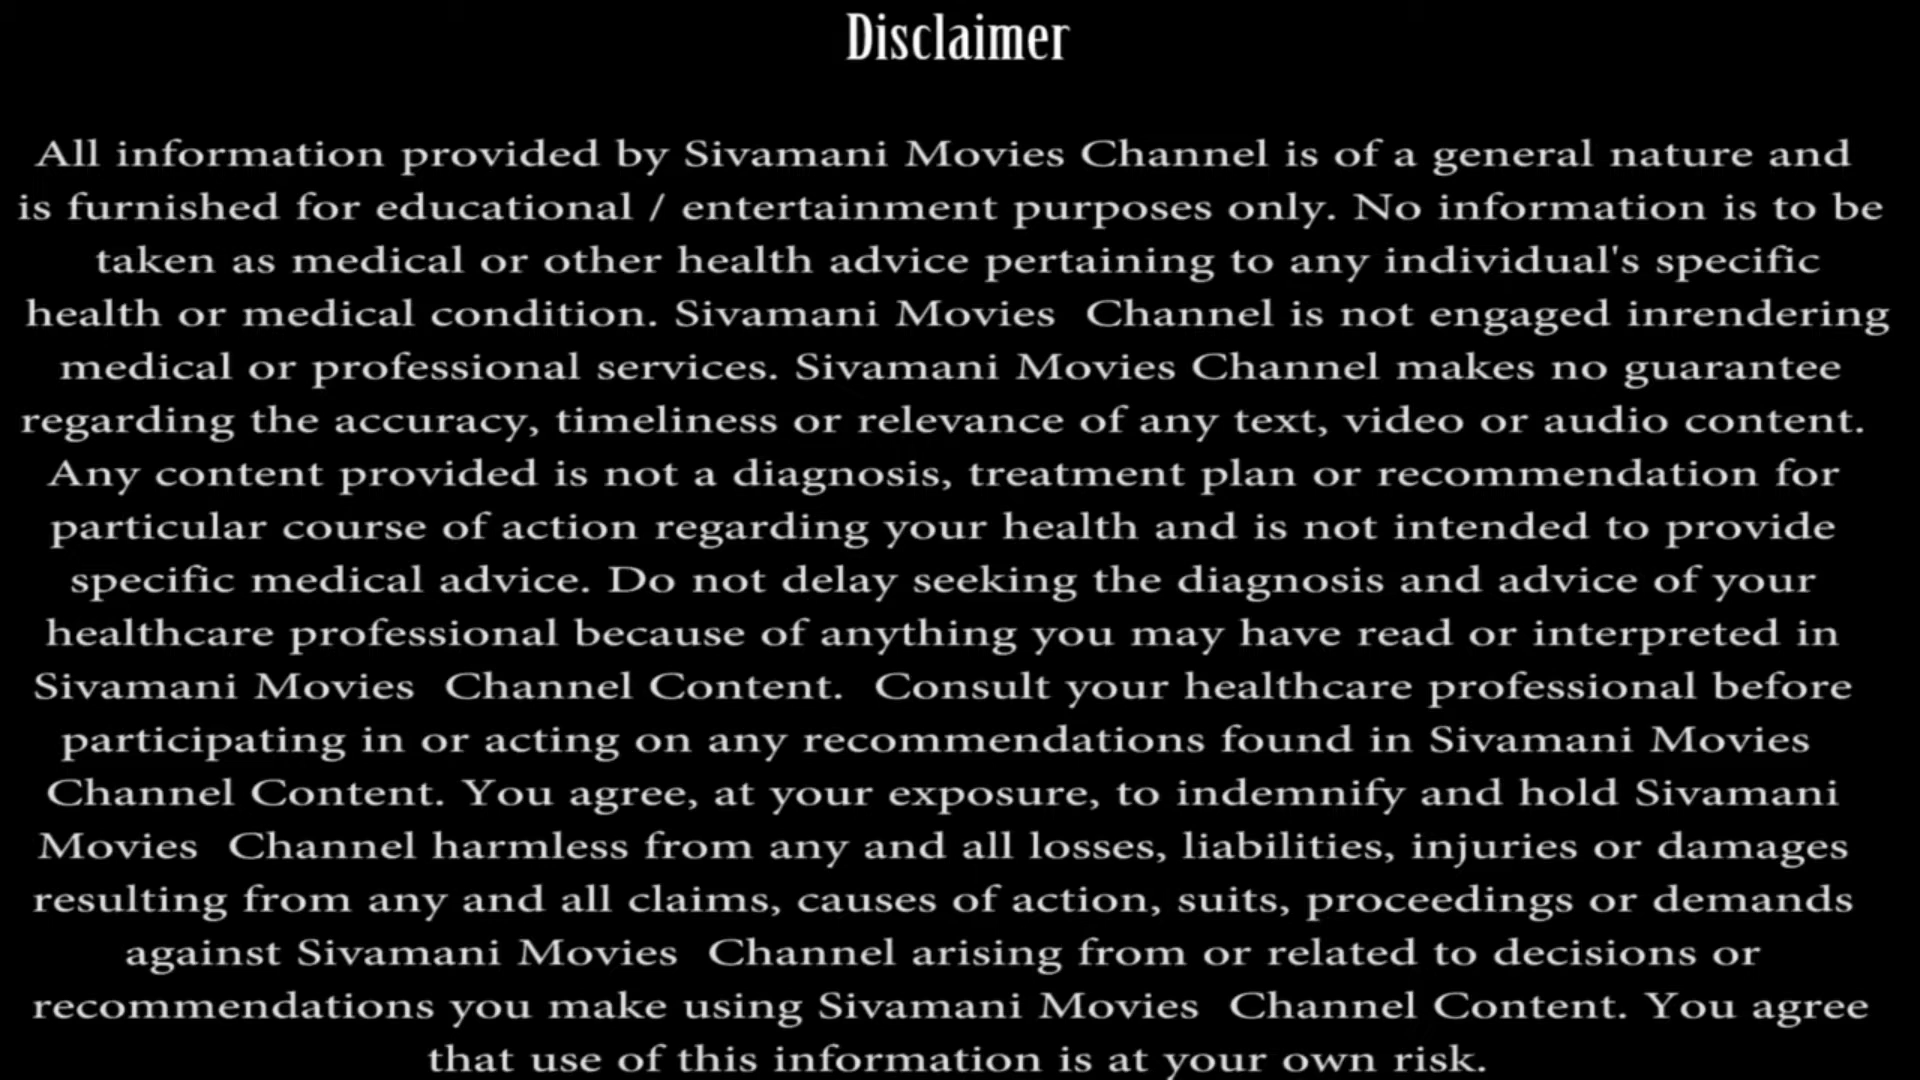 Disclaimer
All information provided by Sivamani Movies Channel is of a general nature and
is furnished for educational / entertainment purposes only. No information is to be
taken as medical or other health advice pertaining to any individual's specific
health or medical condition. Sivamani Movies  Channel is not engaged inrendering
medical or professional services. Sivamani Movies Channel makes no guarantee
regarding the accuracy, timeliness or relevance of any text, video or audio content.
Any content provided is not a diagnosis, treatment plan or recommendation for
particular course of action regarding your health and is not intended to provide
specific medical advice. Do not delay seeking the diagnosis and advice of your
healthcare professional because of anything you may have read or interpreted in
Sivamani Movies  Channel Content.  Consult your healthcare professional before
participating in or acting on any recommendations found in Sivamani Movies
Channel Content. You agree, at your exposure, to indemnify and hold Sivamani
Movies  Channel harmless from any and all losses, liabilities, injuries or damages
resulting from any and all claims, causes of action, suits, proceedings or demands
against Sivamani Movies  Channel arising from or related to decisions or
recommendations you make using Sivamani Movies  Channel Content. You agree
that use of this information is at your own risk.